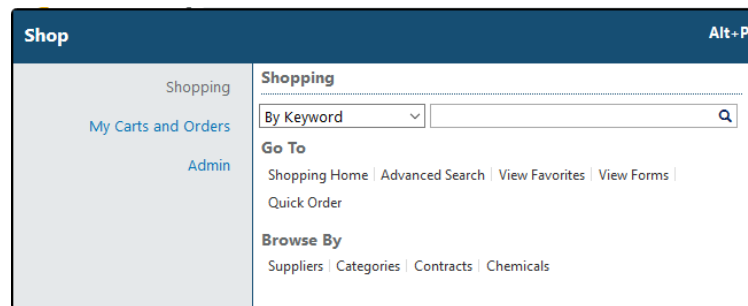 Shop
Alt+P
Shopping
My Carts and Orders
Admin
Shopping
By Keyword
Go To
Shopping Home | Advanced Search | View Favorites | View Forms |
Quick Order
Browse By
Suppliers | Categories | Contracts | Chemicals